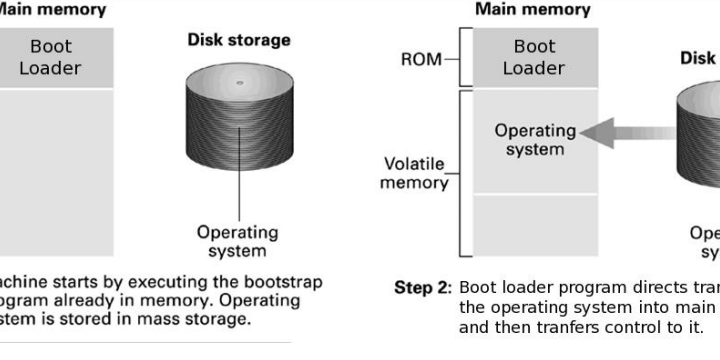 Main memory
Boot
Loader
Disk storage
Operating
system
achine starts by executing the bootstrap
ogram already in memory. Operating
stem is stored in mass storage.
Main memory
ROM
Boot
Loader
Volatile
memory
Operating
system
Disk
Ope
sy
Step 2: Boot loader program directs tran
the operating system into main
and then tranfers control to it.